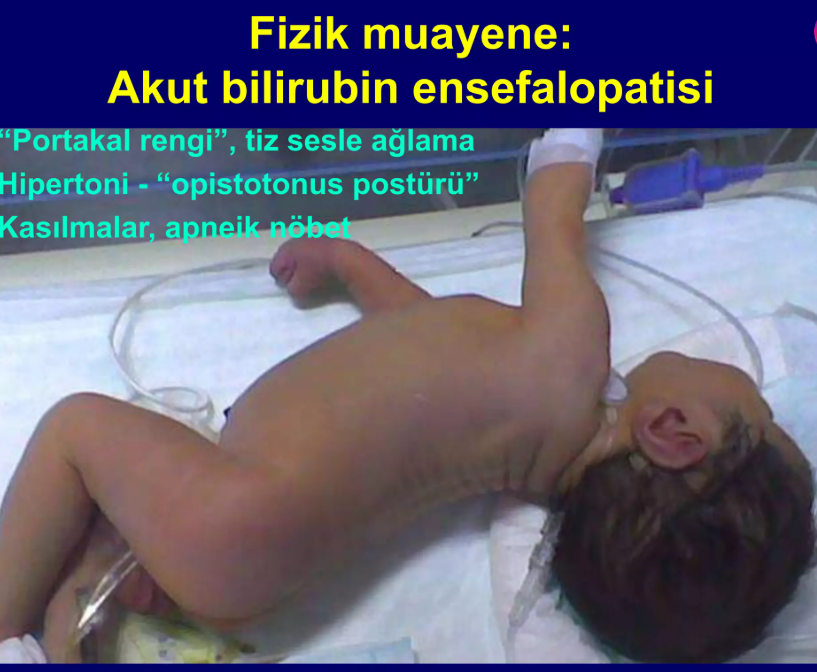 Fizik muayene:
Akut bilirubin ensefalopatisi
“Portakal rengi”, tiz sesle ağlama
Hipertoni - “opistotonus postürü”
Kasılmalar, apneik nöbet